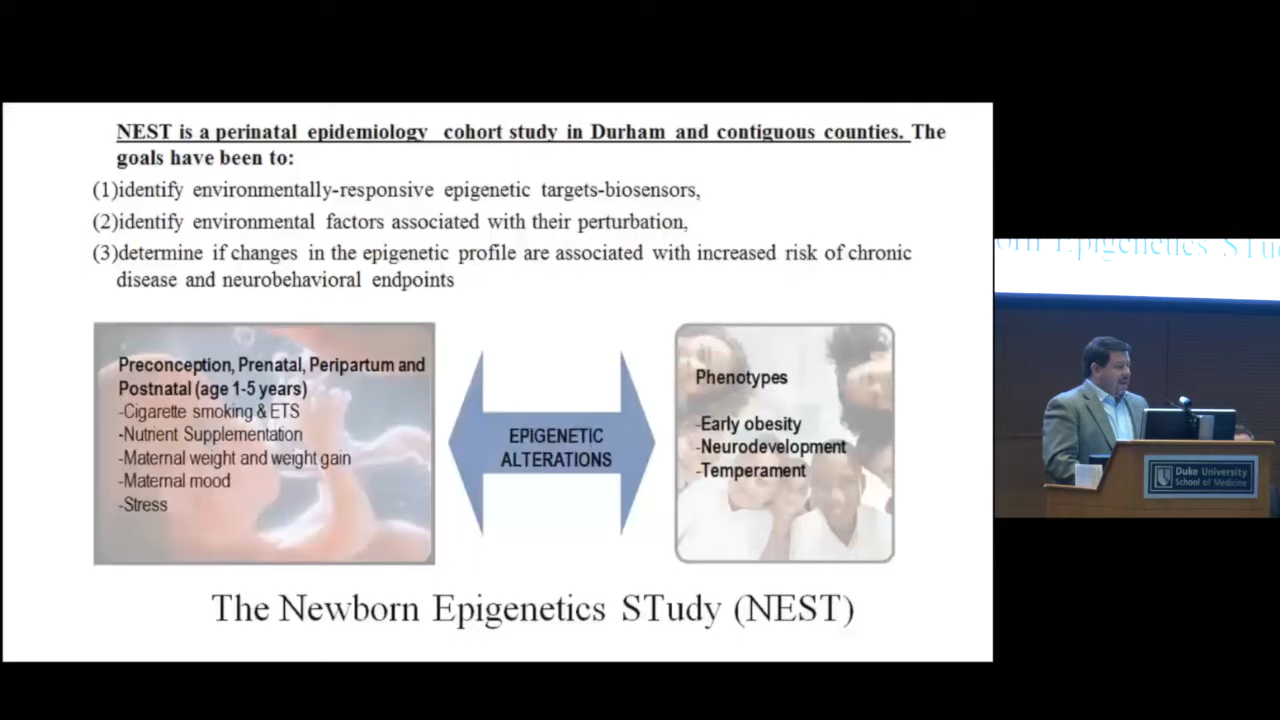 NEST is a perinatal epidemiology cohort study in Durham and contiguous counties. The
goals have been to:
(1)identify environmentally-responsive epigenetic targets-biosensors,
(2)identify environmental factors associated with their perturbation,
(3)determine if changes in the epigenetic profile are associated with increased risk of chronic
disease and neurobehavioral endpoints
Preconception, Prenatal, Peripartum and
Postnatal (age 1-5 years)
-Cigarette smoking & ETS
-Nutrient Supplementation
-Maternal weight and weight gain
-Maternal mood
-Stress
EPIGENETIC
ALTERATIONS
Phenotypes
-Early obesity
-Neurodevelopment
-Temperament
The Newborn Epigenetics STudy (NEST)
Epigenetics
Duke University
School of Medicine